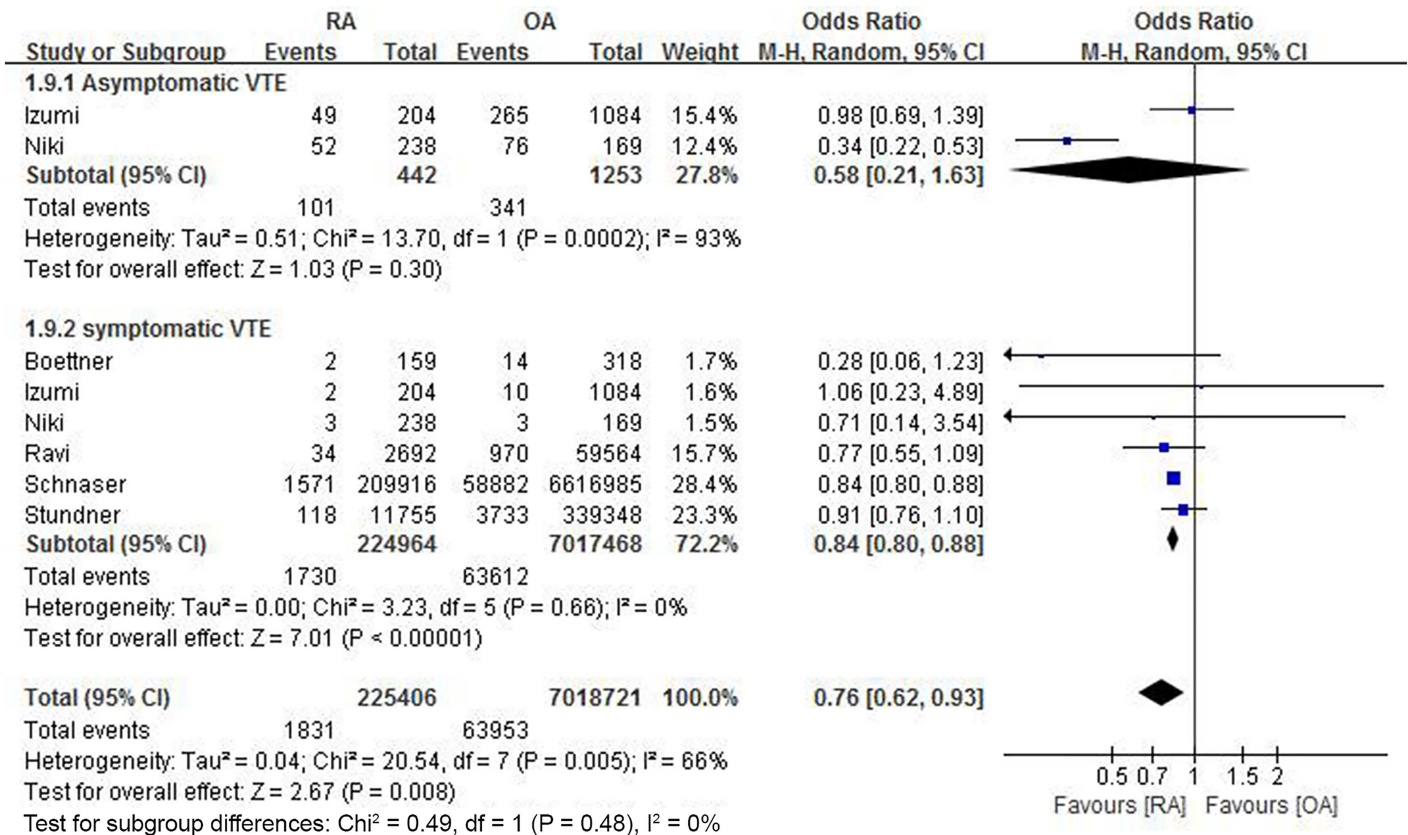 RA OA Odds Ratio Odds Ratio
Study or Subgroup Events Total Events Total Weight M-H, Random, 95% CI M-H, Random, 95% CI
1.9.1 Asymptomatic VTE
Izumi 49 204 265 1084 15.4% 0.98 [0.69, 1.39]
Niki 52 238 76 169 12.4% 0.34 [0.22, 0.53]
Subtotal (95% CI) 442 1253 27.8% 0.58 [0.21, 1.63]
Total events 101 341
Heterogeneity: Tau² = 0.51; Chi² = 13.70, df = 1 (P = 0.0002); I² = 93%
Test for overall effect: Z = 1.03 (P = 0.30)
1.9.2 symptomatic VTE
Boettner 2 159 14 318 1.7% 0.28 [0.06, 1.23]
Izumi 2 204 10 1084 1.6% 1.06 [0.23, 4.89]
Niki 3 238 3 169 1.5% 0.71 [0.14, 3.54]
Ravi 34 2692 970 59564 15.7% 0.77 [0.55, 1.09]
Schnaser 1571 209916 58882 6616985 28.4% 0.84 [0.80, 0.88]
Stundner 118 11755 3733 339348 23.3% 0.91 [0.76, 1.10]
Subtotal (95% CI) 224964 7017468 72.2% 0.84 [0.80, 0.88]
Total events 1730 63612
Heterogeneity: Tau² = 0.00; Chi² = 3.23, df = 5 (P = 0.66); I² = 0%
Test for overall effect: Z = 7.01 (P < 0.00001)
Total (95% CI) 225406 7018721 100.0% 0.76 [0.62, 0.93]
Total events 1831 63953
Heterogeneity: Tau² = 0.04; Chi² = 20.54, df = 7 (P = 0.005); I² = 66%
Test for overall effect: Z = 2.67 (P = 0.008)
Test for subgroup differences: Chi² = 0.49, df = 1 (P = 0.48), I² = 0%
0.5 0.7 1 1.5 2
Favours [RA] Favours [OA]